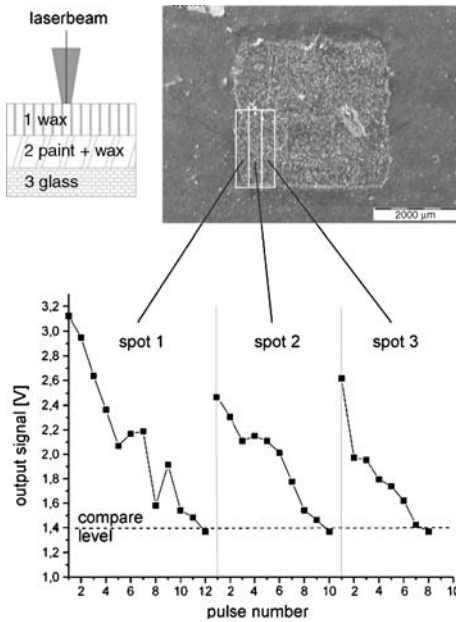 laserbeam
1 wax
2 paint + wax
3 glass
2000 µm
spot 1
spot 2
spot 3
output signal [V]
3,2
3,0
2,8
2,6
2,4
2,2
2,0
1,8
1,6
1,4
1,2
1,0
compare
level
2 4 6 8 10 12 2 4 6 8 10 2 4 6 8 10
pulse number